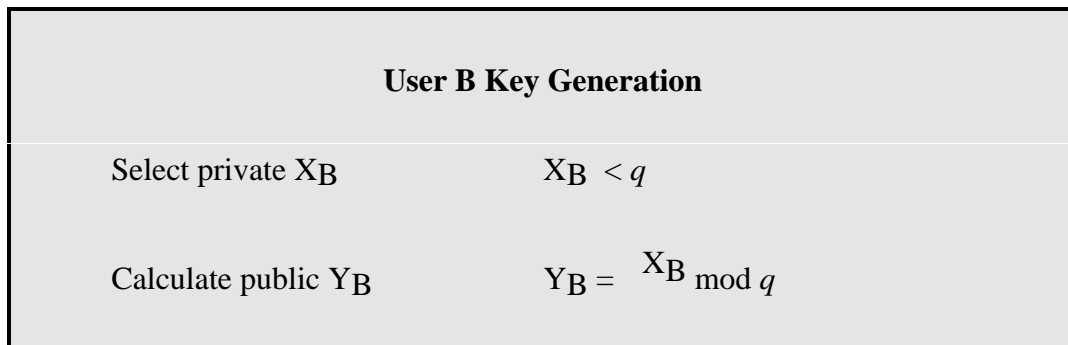 User B Key Generation
Select private XB XB < q
Calculate public YB YB = XB mod q